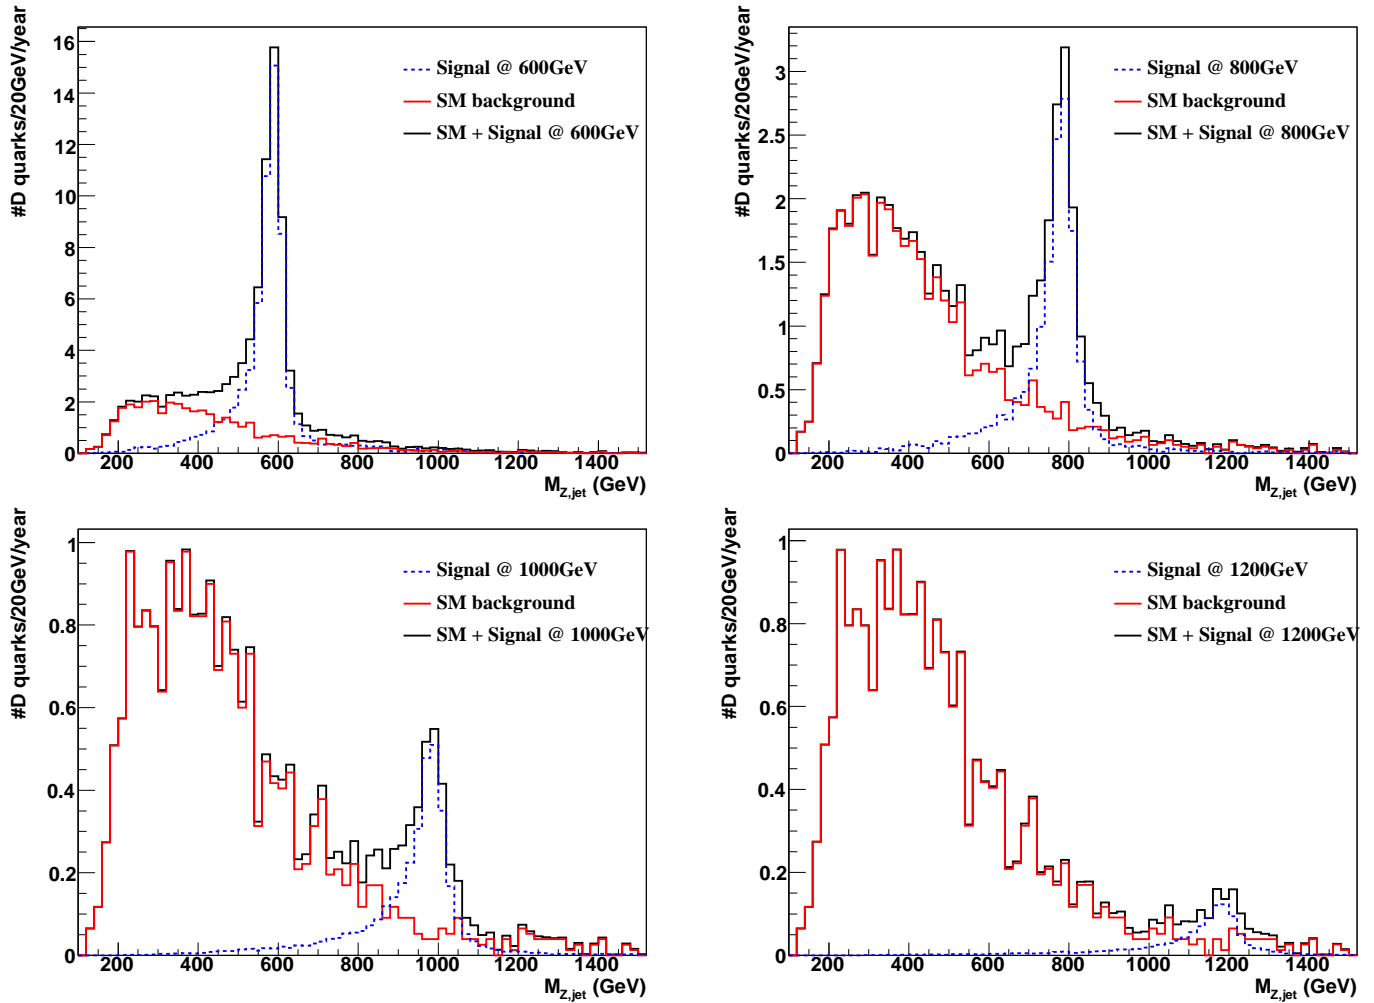 #D quarks/20GeV/year
16
14
12
10
8
6
4
2
0
Signal @ 600GeV
SM background
SM + Signal @ 600GeV
200 400 600 800 1000 1200 1400
M_Z,jet (GeV)
#D quarks/20GeV/year
3
2.5
2
1.5
1
0.5
0
Signal @ 800GeV
SM background
SM + Signal @ 800GeV
200 400 600 800 1000 1200 1400
M_Z,jet (GeV)
#D quarks/20GeV/year
1
0.8
0.6
0.4
0.2
0
Signal @ 1000GeV
SM background
SM + Signal @ 1000GeV
200 400 600 800 1000 1200 1400
M_Z,jet (GeV)
#D quarks/20GeV/year
1
0.8
0.6
0.4
0.2
0
Signal @ 1200GeV
SM background
SM + Signal @ 1200GeV
200 400 600 800 1000 1200 1400
M_Z,jet (GeV)